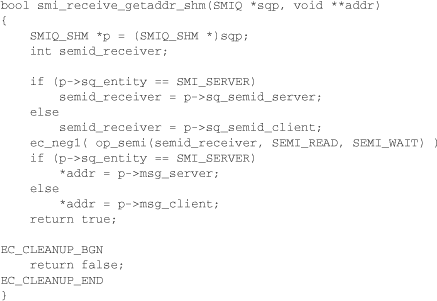 bool smi_receive_getaddr_shm(SMIQ *sqp, void **addr)
{
    SMIQ_SHM *p = (SMIQ_SHM *)sqp;
    int semid_receiver;

    if (p->sq_entity == SMI_SERVER)
        semid_receiver = p->sq_semid_server;
    else
        semid_receiver = p->sq_semid_client;
    ec_neg1( op_semi(semid_receiver, SEMI_READ, SEMI_WAIT) )
    if (p->sq_entity == SMI_SERVER)
        *addr = p->msg_server;
    else
        *addr = p->msg_client;
    return true;

EC_CLEANUP_BGN
    return false;
EC_CLEANUP_END
}